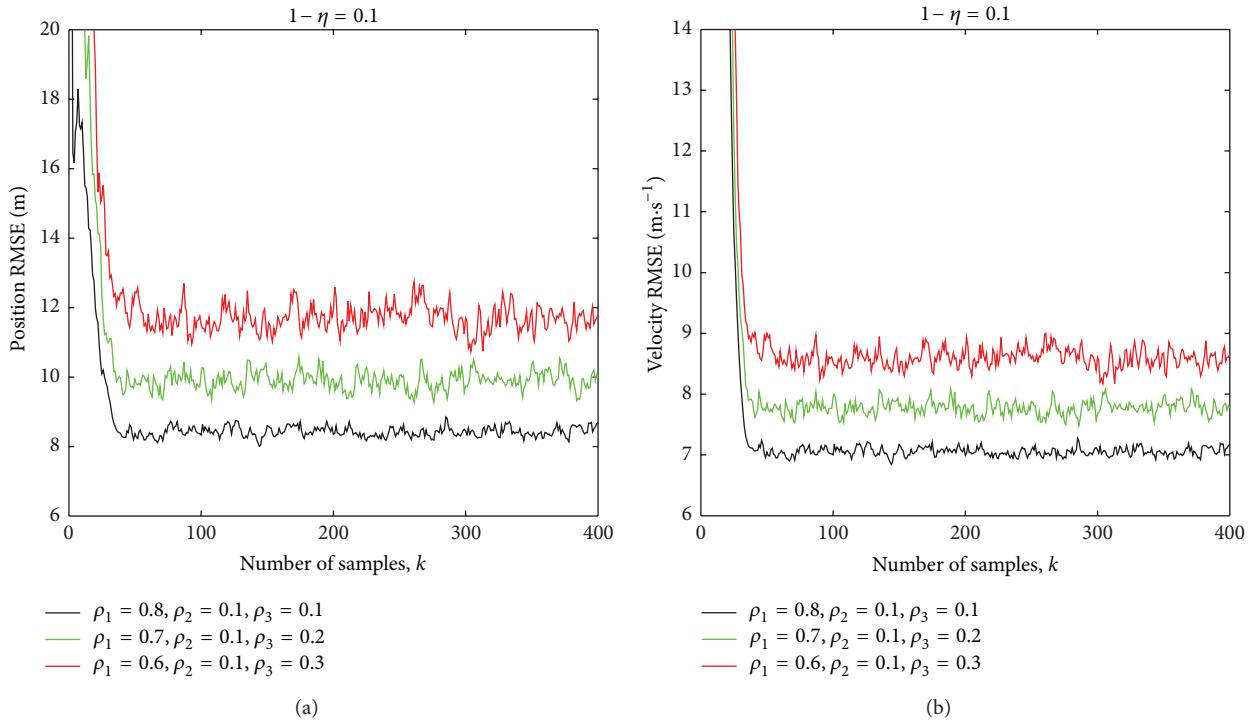 1 − η = 0.1
20
18
16
14
12
10
8
6
Position RMSE (m)
0
100
200
300
400
Number of samples, k
ρ1 = 0.8, ρ2 = 0.1, ρ3 = 0.1
ρ1 = 0.7, ρ2 = 0.1, ρ3 = 0.2
ρ1 = 0.6, ρ2 = 0.1, ρ3 = 0.3
(a)
1 − η = 0.1
14
13
12
11
10
9
8
7
6
Velocity RMSE (m·s−1)
0
100
200
300
400
Number of samples, k
ρ1 = 0.8, ρ2 = 0.1, ρ3 = 0.1
ρ1 = 0.7, ρ2 = 0.1, ρ3 = 0.2
ρ1 = 0.6, ρ2 = 0.1, ρ3 = 0.3
(b)